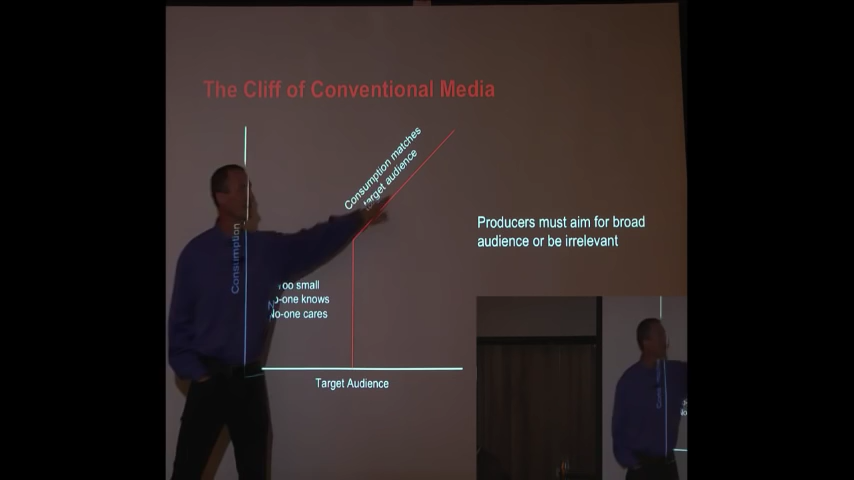 The Cliff of Conventional Media
Consumption matches
target audience
Consumption
Producers must aim for broad
audience or be irrelevant
Too small
No-one knows
No-one cares
Target Audience